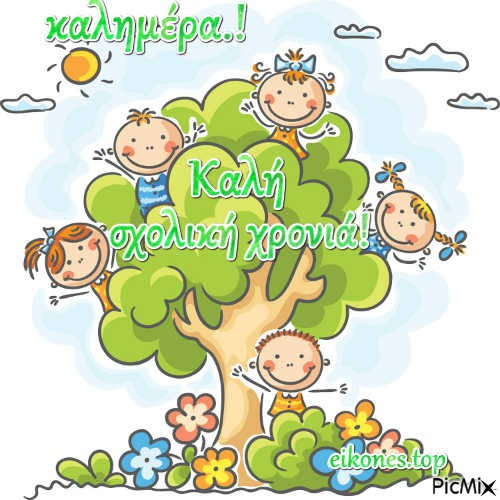 καλημέρα.!
Καλή
σχολική χρονιά!
eikones.top
PicMix